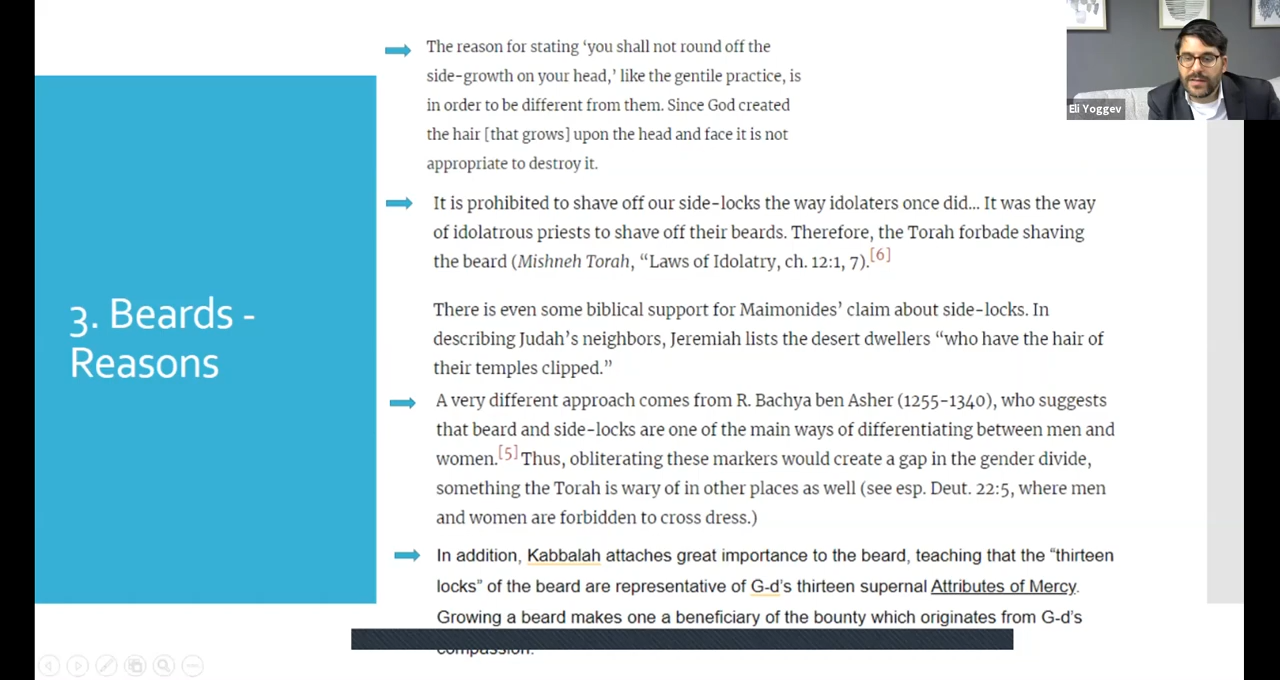 The reason for stating ‘you shall not round off the
side-growth on your head,’ like the gentile practice, is
in order to be different from them. Since God created
the hair [that grows] upon the head and face it is not
appropriate to destroy it.
Eli Yoggev
It is prohibited to shave off our side-locks the way idolaters once did... It was the way
of idolatrous priests to shave off their beards. Therefore, the Torah forbade shaving
the beard (Mishneh Torah, “Laws of Idolatry, ch. 12:1, 7).[6]
3. Beards -
Reasons
There is even some biblical support for Maimonides’ claim about side-locks. In
describing Judah’s neighbors, Jeremiah lists the desert dwellers “who have the hair of
their temples clipped.”
A very different approach comes from R. Bachya ben Asher (1255-1340), who suggests
that beard and side-locks are one of the main ways of differentiating between men and
women.[5] Thus, obliterating these markers would create a gap in the gender divide,
something the Torah is wary of in other places as well (see esp. Deut. 22:5, where men
and women are forbidden to cross dress.)
In addition, Kabbalah attaches great importance to the beard, teaching that the “thirteen
locks” of the beard are representative of G-d’s thirteen supernal Attributes of Mercy.
Growing a beard makes one a beneficiary of the bounty which originates from G-d’s
compassion.